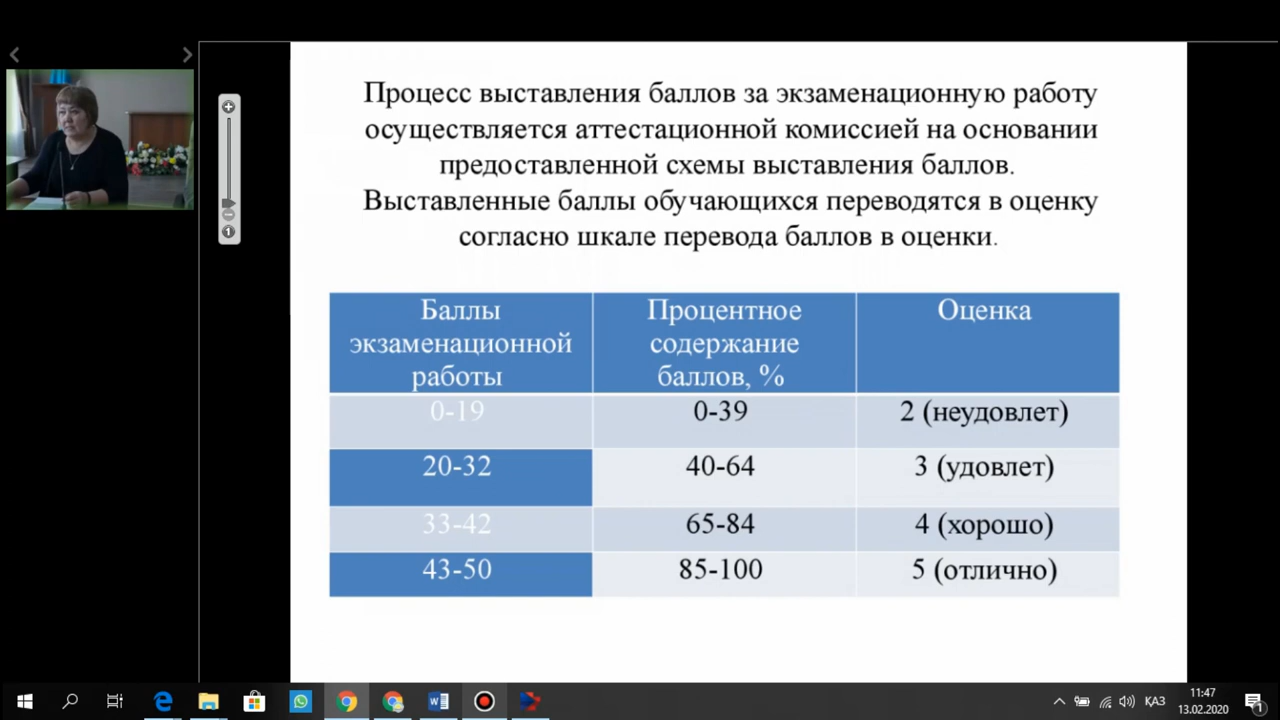 Процесс выставления баллов за экзаменационную работу
осуществляется аттестационной комиссией на основании
предоставленной схемы выставления баллов.
Выставленные баллы обучающихся переводятся в оценку
согласно шкале перевода баллов в оценки.
Баллы экзаменационной работы
Процентное содержание баллов, %
Оценка
0-19
0-39
2 (неудовлет)
20-32
40-64
3 (удовлет)
33-42
65-84
4 (хорошо)
43-50
85-100
5 (отлично)
ҚАЗ
11:47
13.02.2020
1
1